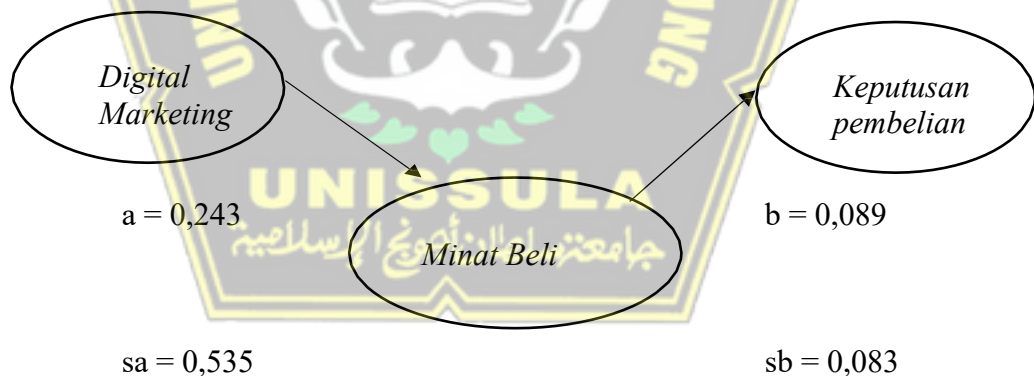 Digital
Marketing
Keputusan
pembelian
UNISSULA
a = 0,243
b = 0,089
Minat Beli
sa = 0,535
sb = 0,083